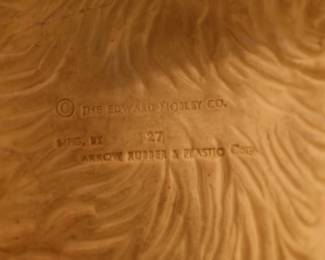 © THE EDWARD MOBLEY CO.
27
MFG. BY
ARROW RUBBER & PLASTIC Corp.